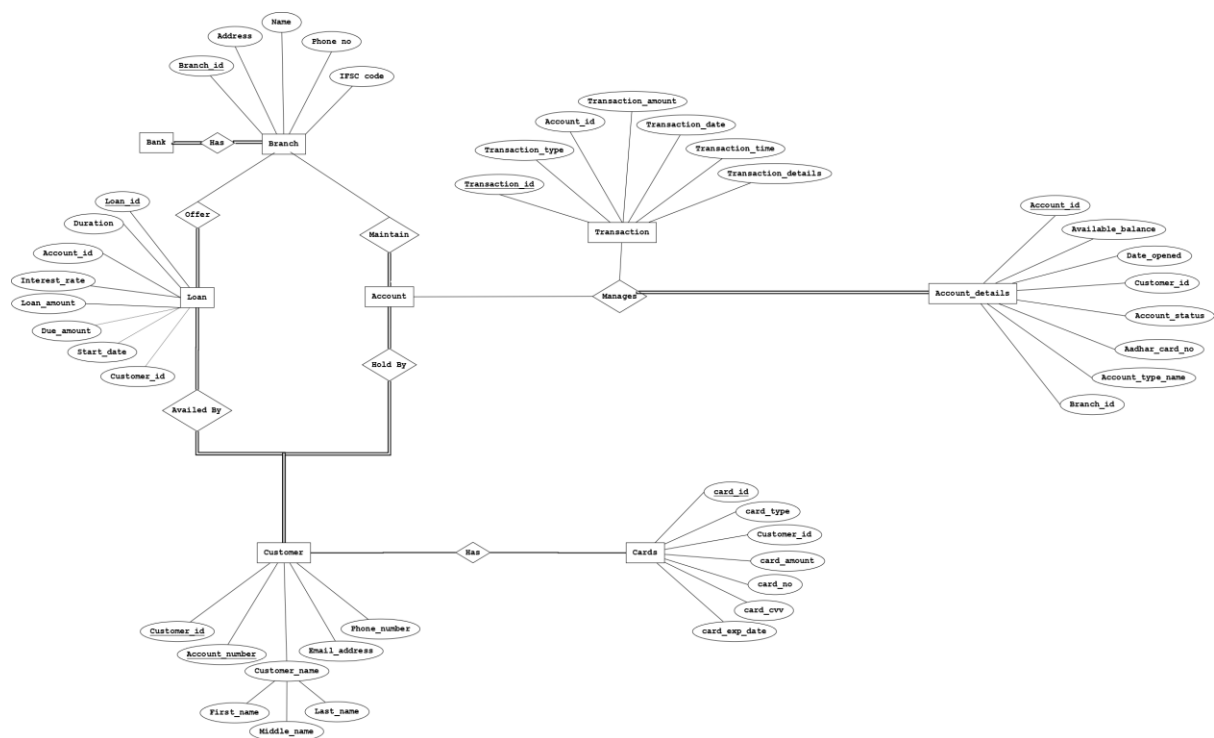 Name
Address
Phone no
Branch_id
IFSC code
Bank
Has
Branch
Transaction_amount
Account_id
Transaction_date
Transaction_type
Transaction_time
Transaction_id
Transaction_details
Loan_id
Offer
Duration
Maintain
Transaction
Account_id
Available_balance
Account_id
Date_opened
Interest_rate
Customer_id
Loan_amount
Loan
Account
Manages
Account_details
Due_amount
Account_status
Start_date
Aadhar_card_no
Customer_id
Hold By
Account_type_name
Availed By
Branch_id
card_id
card_type
Customer_id
Customer
Has
Cards
card_amount
card_no
card_cvv
card_exp_date
Customer_id
Phone_number
Account_number
Email_address
Customer_name
First_name
Last_name
Middle_name